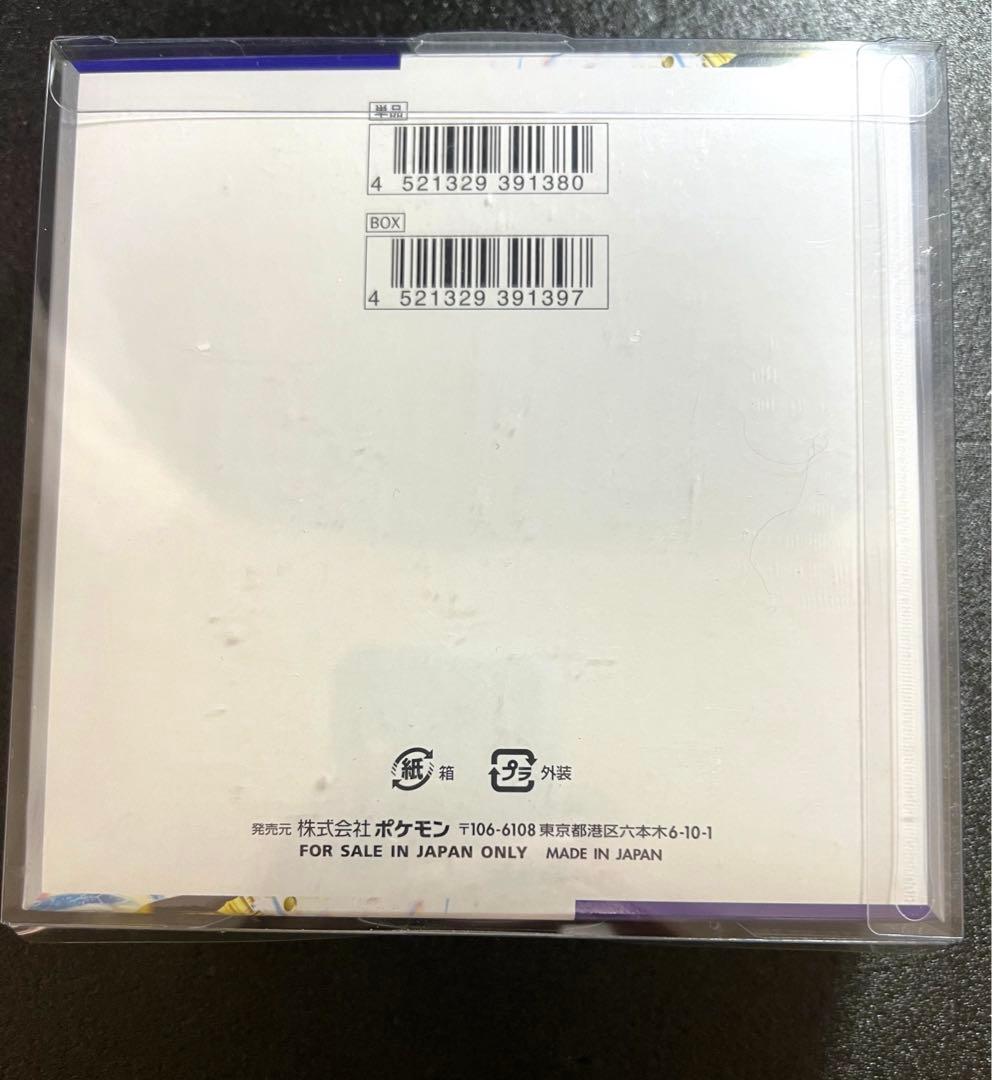 単品
4 521329 391380
BOX
4 521329 391397
紙 箱 プラ 外装
発売元 株式会社 ポケモン 〒106-6108 東京都港区六本木6-10-1
FOR SALE IN JAPAN ONLY MADE IN JAPAN